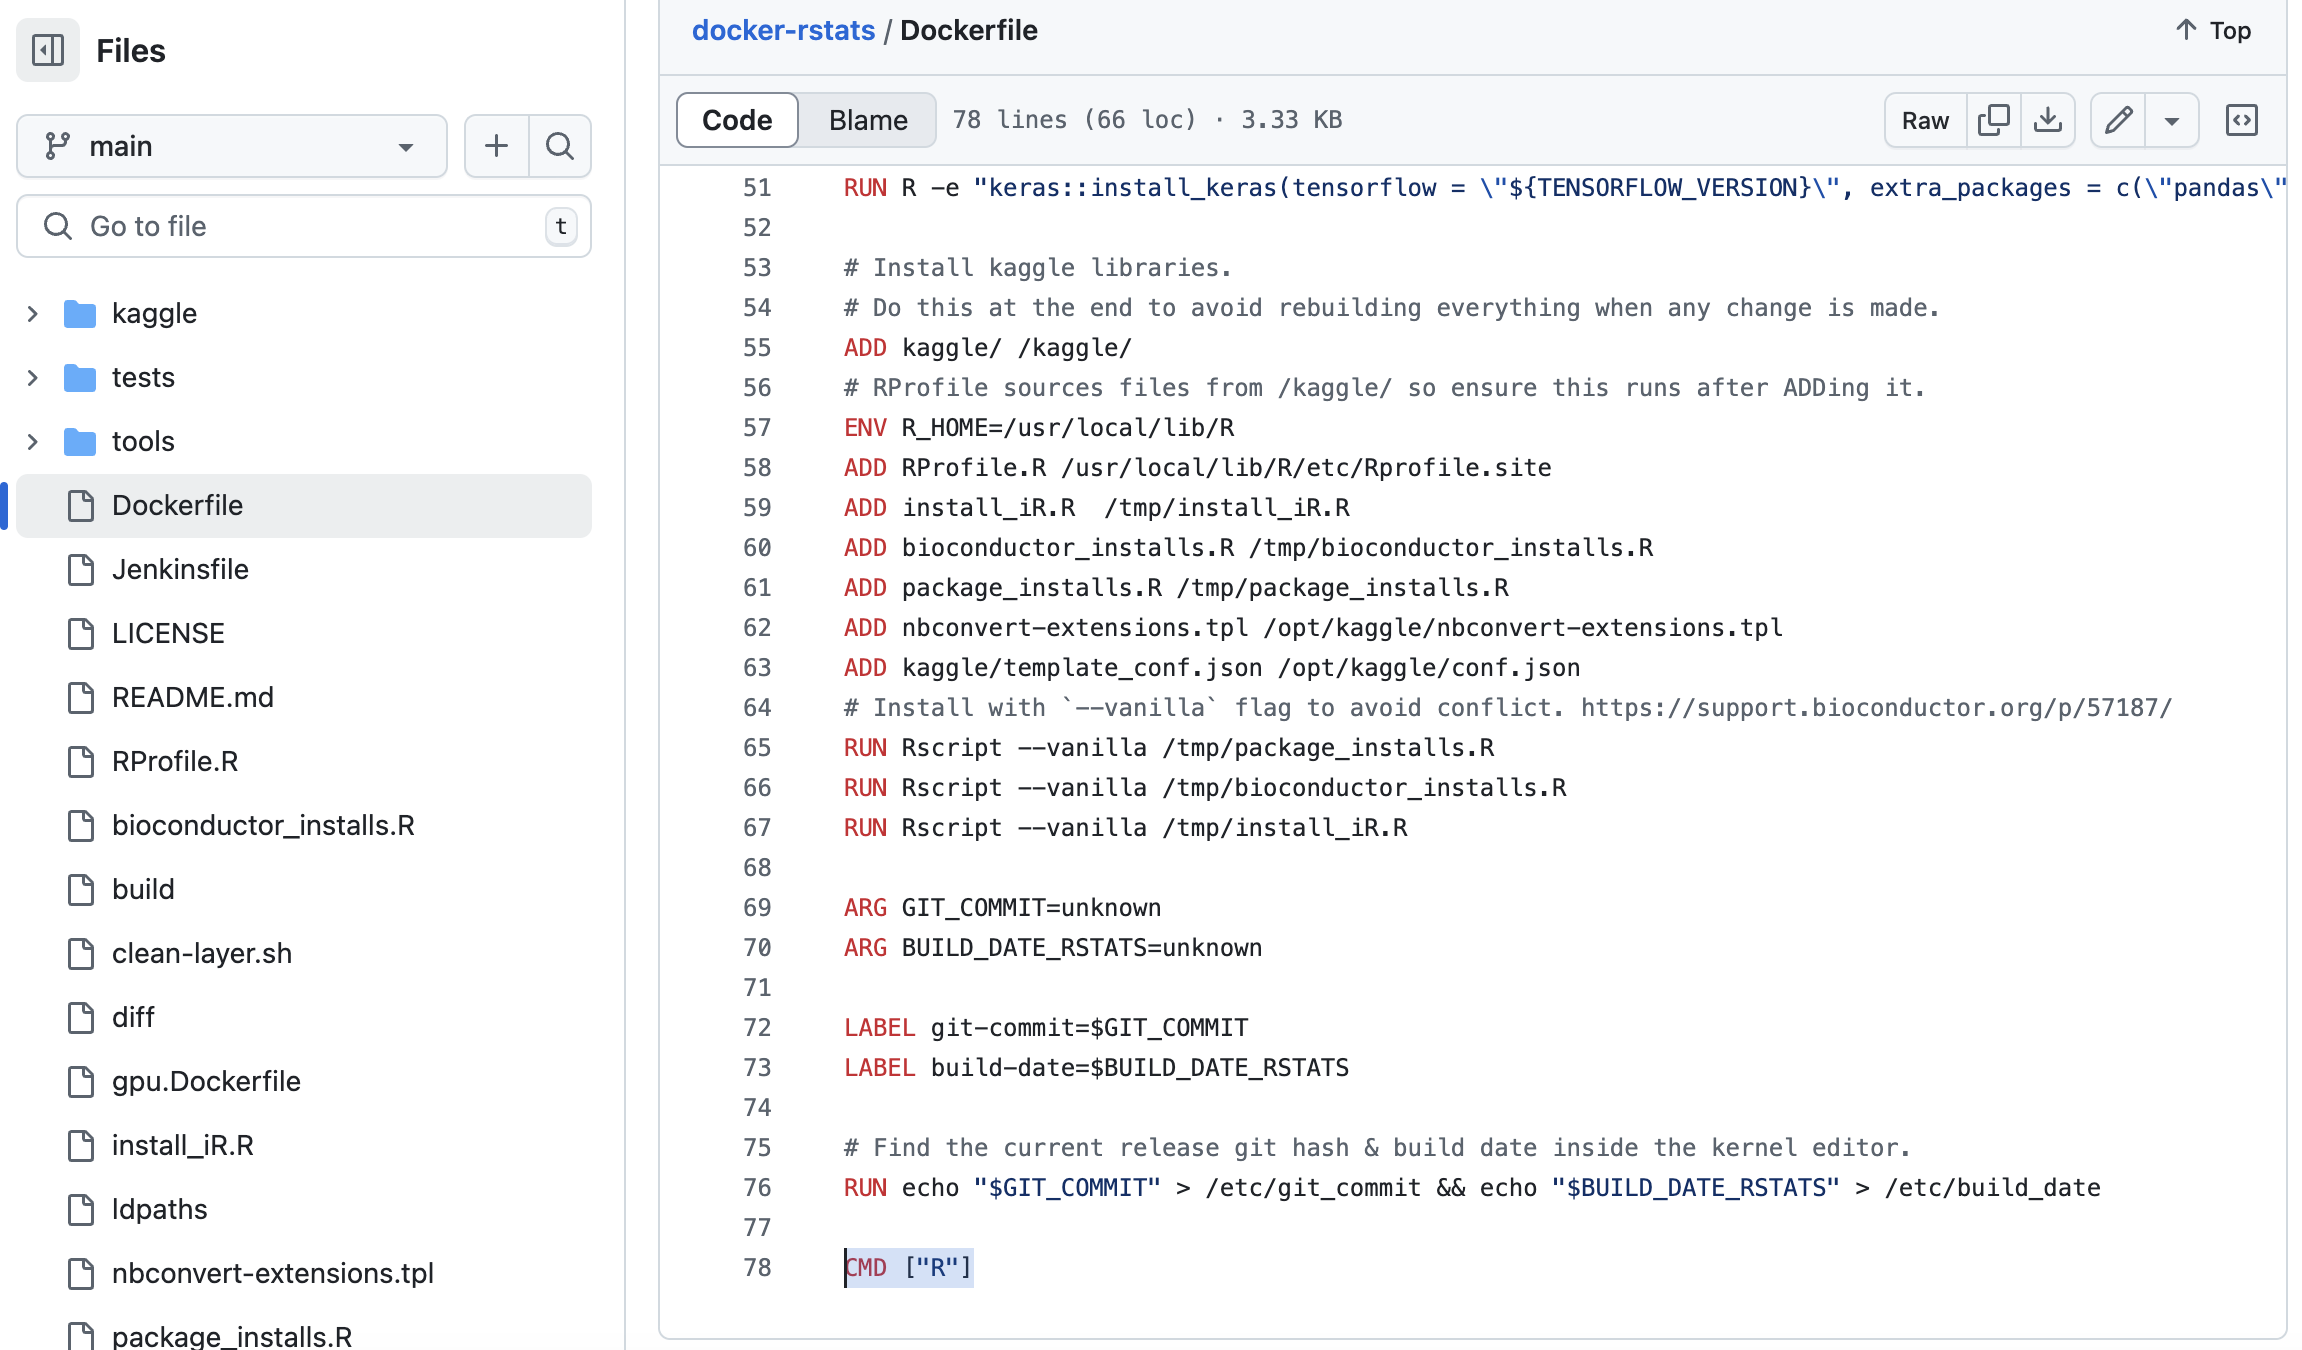 Files
main
Go to file
t
kaggle
tests
tools
Dockerfile
Jenkinsfile
LICENSE
README.md
RProfile.R
bioconductor_installs.R
build
clean-layer.sh
diff
gpu.Dockerfile
install_iR.R
ldpaths
nbconvert-extensions.tpl
package_installs.R
docker-rstats / Dockerfile
Top
Code Blame 78 lines (66 loc) · 3.33 KB
Raw
51 RUN R -e "keras::install_keras(tensorflow = \"${TENSORFLOW_VERSION}\", extra_packages = c(\"pandas\"
52
53 # Install kaggle libraries.
54 # Do this at the end to avoid rebuilding everything when any change is made.
55 ADD kaggle/ /kaggle/
56 # RProfile sources files from /kaggle/ so ensure this runs after ADDing it.
57 ENV R_HOME=/usr/local/lib/R
58 ADD RProfile.R /usr/local/lib/R/etc/Rprofile.site
59 ADD install_iR.R  /tmp/install_iR.R
60 ADD bioconductor_installs.R /tmp/bioconductor_installs.R
61 ADD package_installs.R /tmp/package_installs.R
62 ADD nbconvert-extensions.tpl /opt/kaggle/nbconvert-extensions.tpl
63 ADD kaggle/template_conf.json /opt/kaggle/conf.json
64 # Install with `--vanilla` flag to avoid conflict. https://support.bioconductor.org/p/57187/
65 RUN Rscript --vanilla /tmp/package_installs.R
66 RUN Rscript --vanilla /tmp/bioconductor_installs.R
67 RUN Rscript --vanilla /tmp/install_iR.R
68
69 ARG GIT_COMMIT=unknown
70 ARG BUILD_DATE_RSTATS=unknown
71
72 LABEL git-commit=$GIT_COMMIT
73 LABEL build-date=$BUILD_DATE_RSTATS
74
75 # Find the current release git hash & build date inside the kernel editor.
76 RUN echo "$GIT_COMMIT" > /etc/git_commit && echo "$BUILD_DATE_RSTATS" > /etc/build_date
77
78 CMD ["R"]